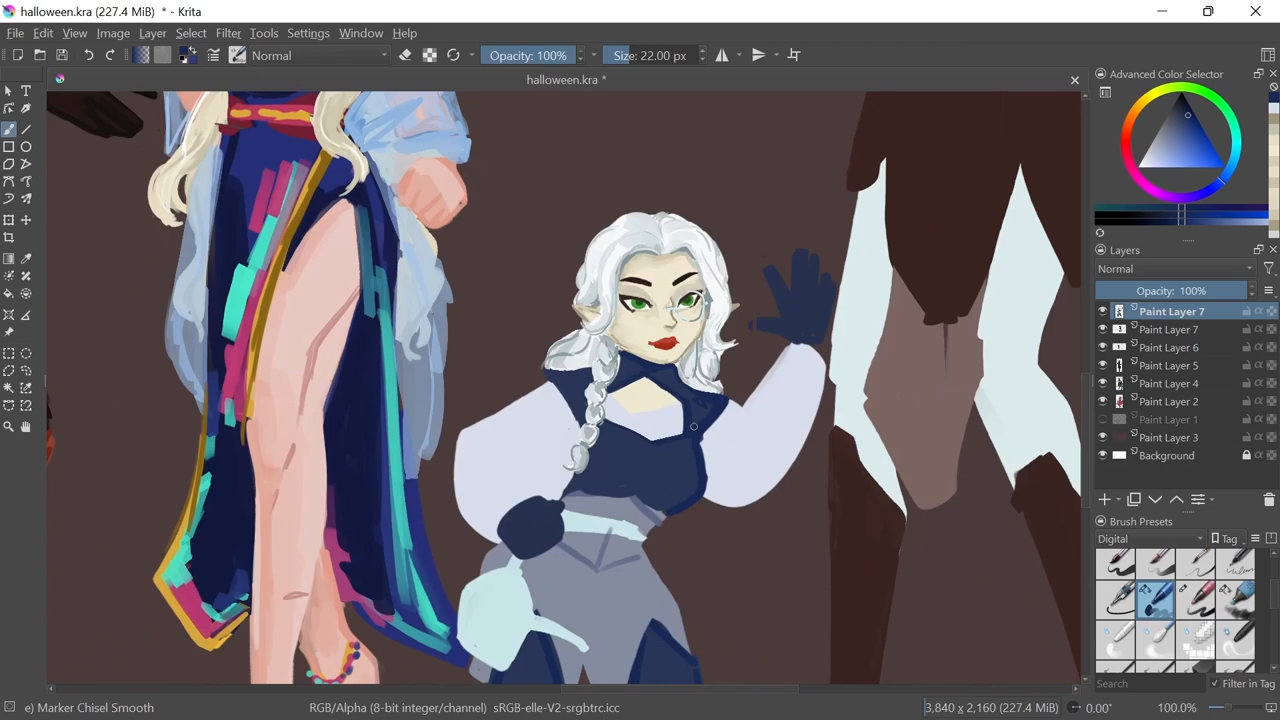 halloween.kra (227.4 MiB) * - Krita
File Edit View Image Layer Select Filter Tools Settings Window Help
Normal Opacity: 100% Size: 22.00 px
halloween.kra *
Advanced Color Selector
Layers
Normal
Opacity: 100%
Paint Layer 7
Paint Layer 7
Paint Layer 6
Paint Layer 5
Paint Layer 4
Paint Layer 2
Paint Layer 1
Paint Layer 3
Background
Brush Presets
Digital Tag
Search Filter in Tag
e) Marker Chisel Smooth RGB/Alpha (8-bit integer/channel) sRGB-elle-V2-srgbtrc.icc 3,840 x 2,160 (227.4 MiB) 0.00° 100.0%